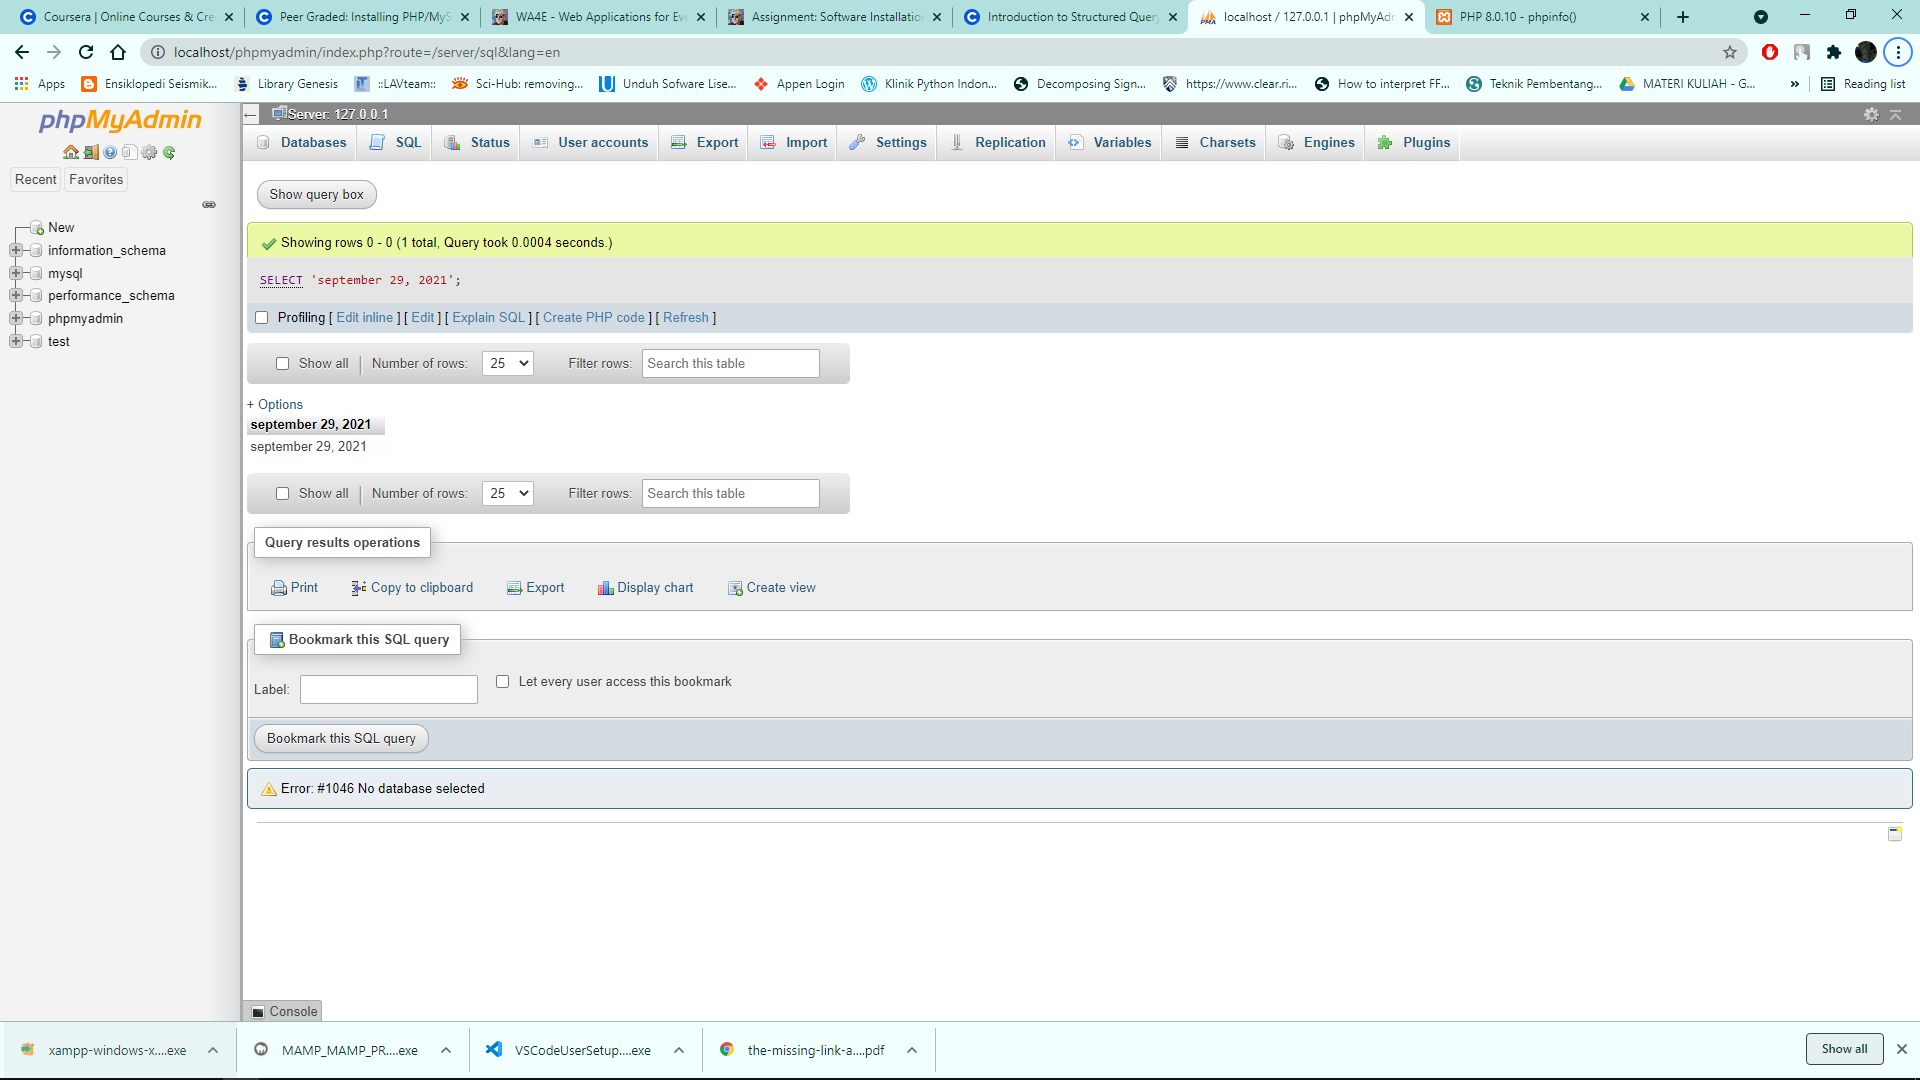 Coursera | Online Courses & Cre
Peer Graded: Installing PHP/MyS
WA4E - Web Applications for Eve
Assignment: Software Installatio
Introduction to Structured Query
localhost / 127.0.0.1 | phpMyAdm
PHP 8.0.10 - phpinfo()
localhost/phpmyadmin/index.php?route=/server/sql&lang=en
Apps
Ensiklopedi Seismik...
Library Genesis
::LAVteam::
Sci-Hub: removing...
Unduh Sofware Lise...
Appen Login
Klinik Python Indon...
Decomposing Sign...
https://www.clear.ri...
How to interpret FF...
Teknik Pembentang...
MATERI KULIAH - G...
»
Reading list
phpMyAdmin
Recent
Favorites
New
information_schema
mysql
performance_schema
phpmyadmin
test
Server: 127.0.0.1
Databases
SQL
Status
User accounts
Export
Import
Settings
Replication
Variables
Charsets
Engines
Plugins
Show query box
Showing rows 0 - 0 (1 total, Query took 0.0004 seconds.)
SELECT 'september 29, 2021';
Profiling [ Edit inline ] [ Edit ] [ Explain SQL ] [ Create PHP code ] [ Refresh ]
Show all | Number of rows: 25 Filter rows: Search this table
+ Options
september 29, 2021
september 29, 2021
Show all | Number of rows: 25 Filter rows: Search this table
Query results operations
Print
Copy to clipboard
Export
Display chart
Create view
Bookmark this SQL query
Label:
Let every user access this bookmark
Bookmark this SQL query
Error: #1046 No database selected
Console
xampp-windows-x....exe
MAMP_MAMP_PR....exe
VSCodeUserSetup....exe
the-missing-link-a....pdf
Show all